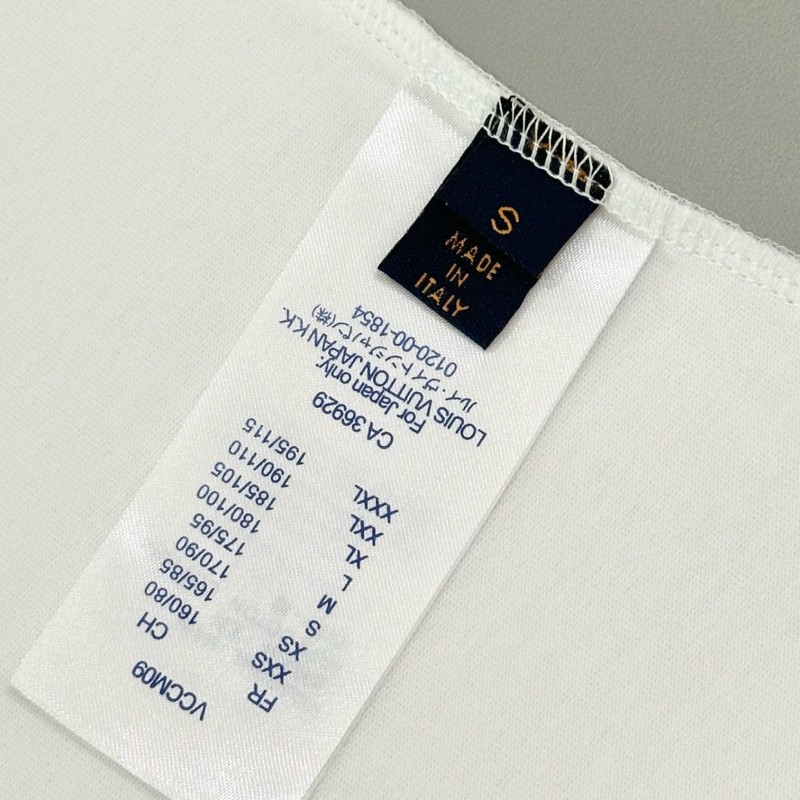 S
MADE
IN
ITALY
VCCM09
FR CH
XXS 160/80
XS 165/85
S 170/90
M 175/95
L 180/100
XL 185/105
XXL 190/110
XXXL 195/115
CA 36929
For Japan only:
LOUIS VUITTON JAPAN K.K.
ルイ・ヴィトンジャパン(株)
0120-00-1854